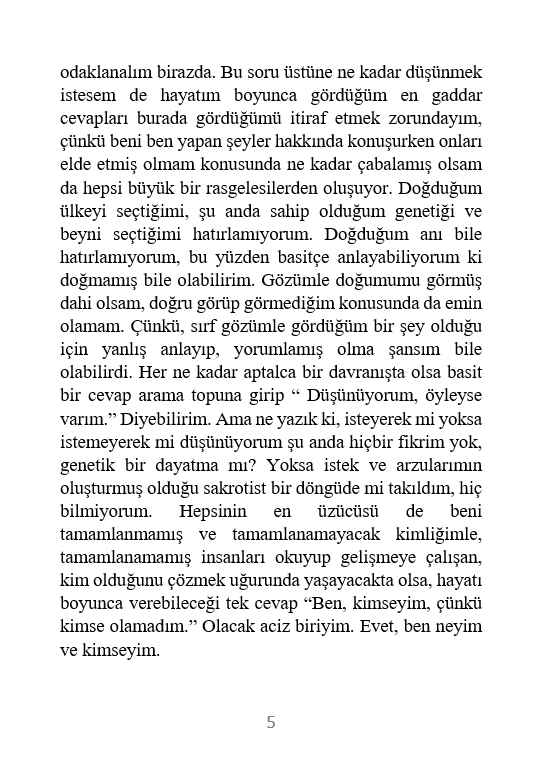 odaklanalım birazda. Bu soru üstüne ne kadar düşünmek
istesem de hayatım boyunca gördüğüm en gaddar
cevapları burada gördüğümü itiraf etmek zorundayım,
çünkü beni ben yapan şeyler hakkında konuşurken onları
elde etmiş olmam konusunda ne kadar çabalamış olsam
da hepsi büyük bir rasgelesilerden oluşuyor. Doğduğum
ülkeyi seçtiğimi, şu anda sahip olduğum genetiği ve
beyni seçtiğimi hatırlamıyorum. Doğduğum anı bile
hatırlamıyorum, bu yüzden basitçe anlayabiliyorum ki
doğmamış bile olabilirim. Gözümle doğumumu görmüş
dahi olsam, doğru görüp görmediğim konusunda da emin
olamam. Çünkü, sırf gözümle gördüğüm bir şey olduğu
için yanlış anlayıp, yorumlamış olma şansım bile
olabilirdi. Her ne kadar aptalca bir davranışta olsa basit
bir cevap arama topuna girip “ Düşünüyorum, öyleyse
varım.” Diyebilirim. Ama ne yazık ki, isteyerek mi yoksa
istemeyerek mi düşünüyorum şu anda hiçbir fikrim yok,
genetik bir dayatma mı? Yoksa istek ve arzularımın
oluşturmuş olduğu sakrotist bir döngüde mi takıldım, hiç
bilmiyorum. Hepsinin en üzücüsü de beni
tamamlanmamış ve tamamlanamayacak kimliğimle,
tamamlanamamış insanları okuyup gelişmeye çalışan,
kim olduğunu çözmek uğurunda yaşayacakta olsa, hayatı
boyunca verebileceği tek cevap “Ben, kimseyim, çünkü
kimse olamadım.” Olacak aciz biriyim. Evet, ben neyim
ve kimseyim.
5